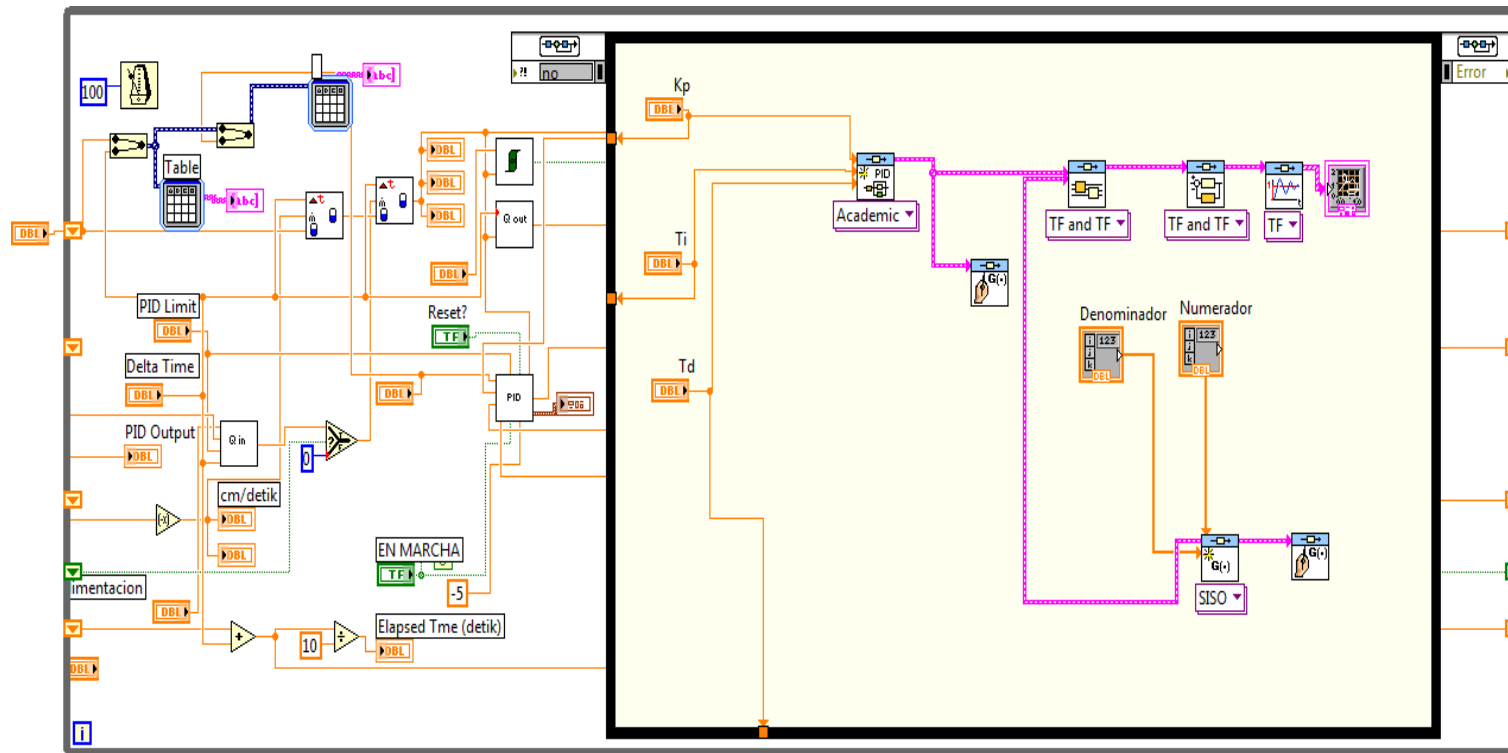 100
abc]
Table
abc]
DBL
DBL
DBL
DBL
Q out
DBL
PID Limit
DBL
Reset?
TF
Delta Time
DBL
DBL
PID
PID Output
DBL
Q in
0
cm/detik
DBL
DBL
EN MARCHA
TF
-5
imentacion
DBL
Elapsed Tme (detik)
+
10
÷
DBL
DBL
i
?! no
Error
Kp
DBL
PID
Academic
TF and TF
TF and TF
TF
Ti
DBL
G(·)
Denominador
Numerador
123
i
j
k
DBL
123
i
j
k
DBL
Td
DBL
G(·)
SISO
G(·)